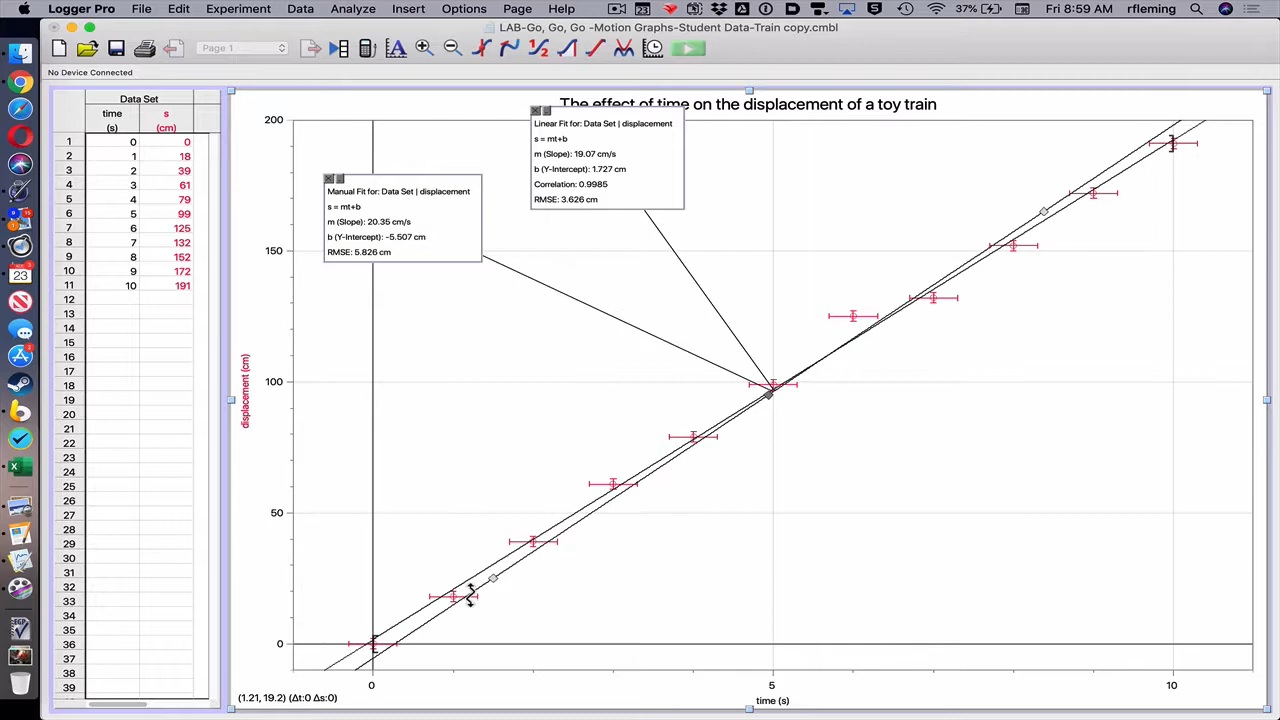 Logger Pro File Edit Experiment Data Analyze Insert Options Page Help 37% Fri 8:59 AM rfleming
LAB-Go, Go, Go -Motion Graphs-Student Data-Train copy.cmbl
Page 1
No Device Connected
Data Set
time s
(s) (cm)
1 0 0
2 1 18
3 2 39
4 3 61
5 4 79
6 5 99
7 6 125
8 7 132
9 8 152
10 9 172
11 10 191
12
13
14
15
16
17
18
19
20
21
22
23
24
25
26
27
28
29
30
31
32
33
34
35
36
37
38
39
The effect of time on the displacement of a toy train
Linear Fit for: Data Set | displacement
s = mt+b
m (Slope): 19.07 cm/s
b (Y-Intercept): 1.727 cm
Correlation: 0.9985
RMSE: 3.626 cm
Manual Fit for: Data Set | displacement
s = mt+b
m (Slope): 20.35 cm/s
b (Y-Intercept): -5.507 cm
RMSE: 5.826 cm
200
150
100
50
0
displacement (cm)
0 5 10
(1.21, 19.2) (Δt:0 Δs:0)
time (s)
23
EGP